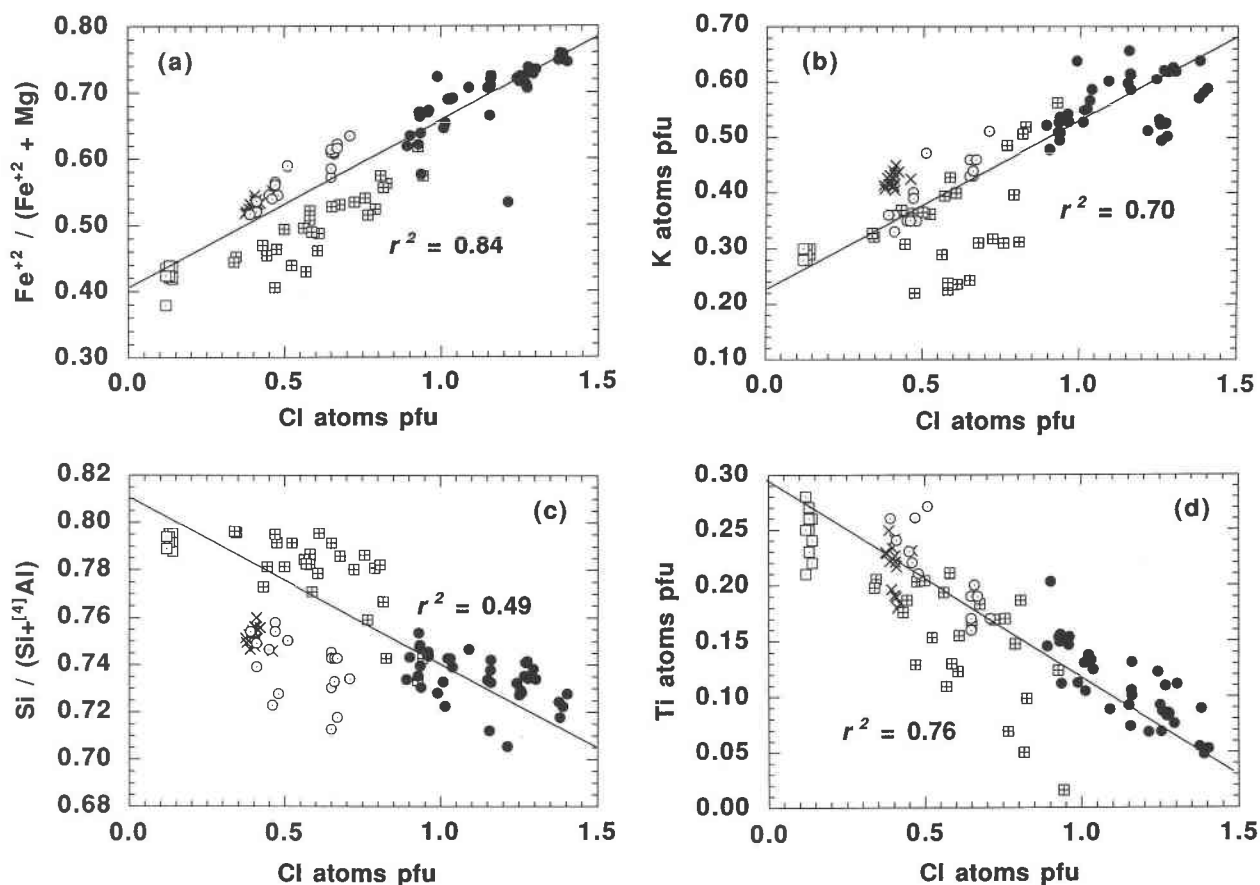 0.80
(a)
0.70
0.60
0.50
0.40
0.30
r² = 0.84
Fe⁺² / (Fe⁺² + Mg)
0.0 0.5 1.0 1.5
Cl atoms pfu
0.70
(b)
0.60
0.50
0.40
0.30
0.20
0.10
r² = 0.70
K atoms pfu
0.0 0.5 1.0 1.5
Cl atoms pfu
0.82
(c)
0.80
0.78
0.76
0.74
0.72
0.70
0.68
r² = 0.49
Si / (Si+[4]Al)
0.0 0.5 1.0 1.5
Cl atoms pfu
0.30
(d)
0.25
0.20
0.15
0.10
0.05
0.00
r² = 0.76
Ti atoms pfu
0.0 0.5 1.0 1.5
Cl atoms pfu